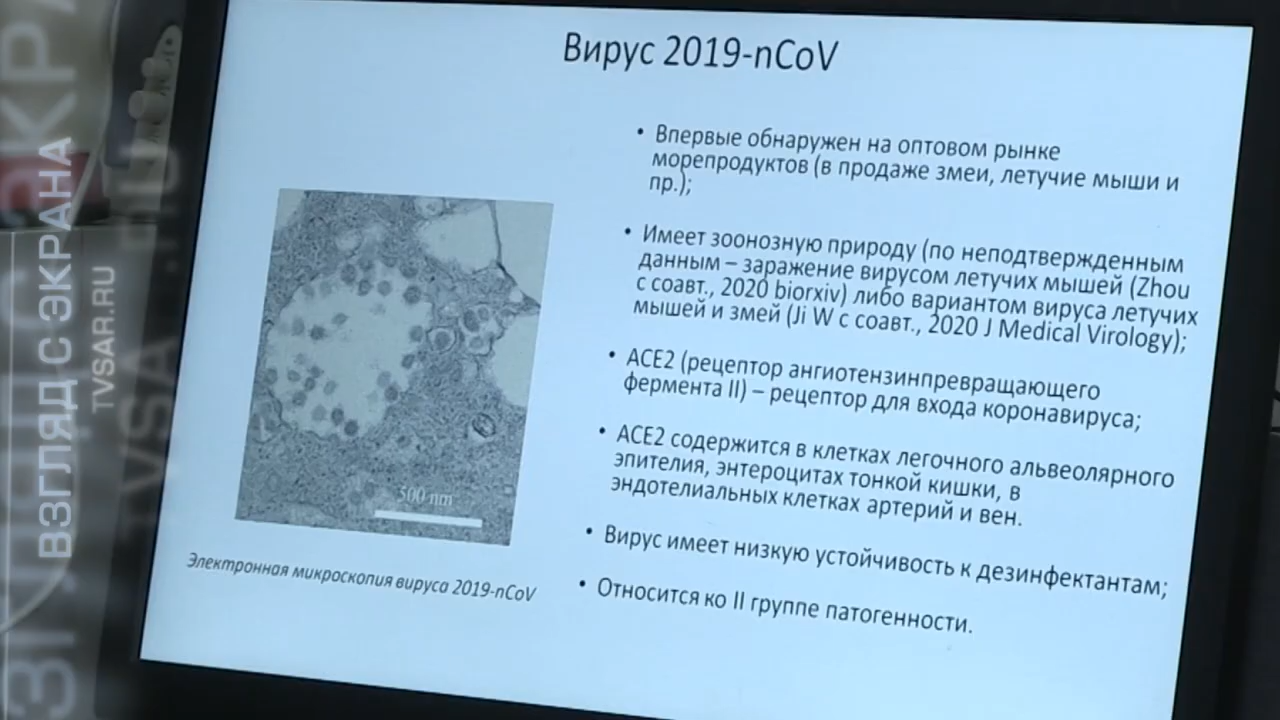 Вирус 2019-nCoV
• Впервые обнаружен на оптовом рынке
морепродуктов (в продаже змеи, летучие мыши и
пр.);
• Имеет зоонозную природу (по неподтвержденным
данным – заражение вирусом летучих мышей (Zhou
с соавт., 2020 biorxiv) либо вариантом вируса летучих
мышей и змей (Ji W с соавт., 2020 J Medical Virology);
• ACE2 (рецептор ангиотензинпревращающего
фермента II) – рецептор для входа коронавируса;
• ACE2 содержится в клетках легочного альвеолярного
эпителия, энтероцитах тонкой кишки, в
эндотелиальных клетках артерий и вен.
• Вирус имеет низкую устойчивость к дезинфектантам;
• Относится ко II группе патогенности.
500 nm
Электронная микроскопия вируса 2019-nCoV
ВЗГЛЯД С ЭКРАНА
TVSAR.RU